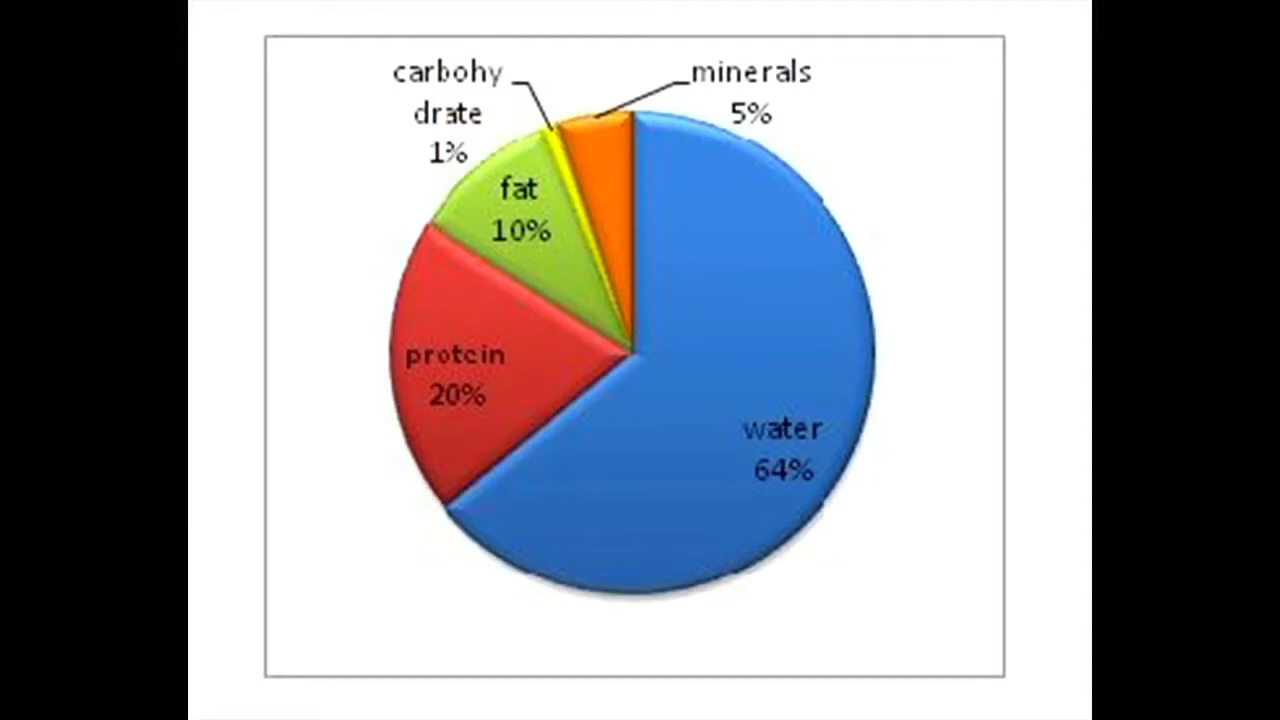 carbohy
drate
1%
minerals
5%
fat
10%
protein
20%
water
64%